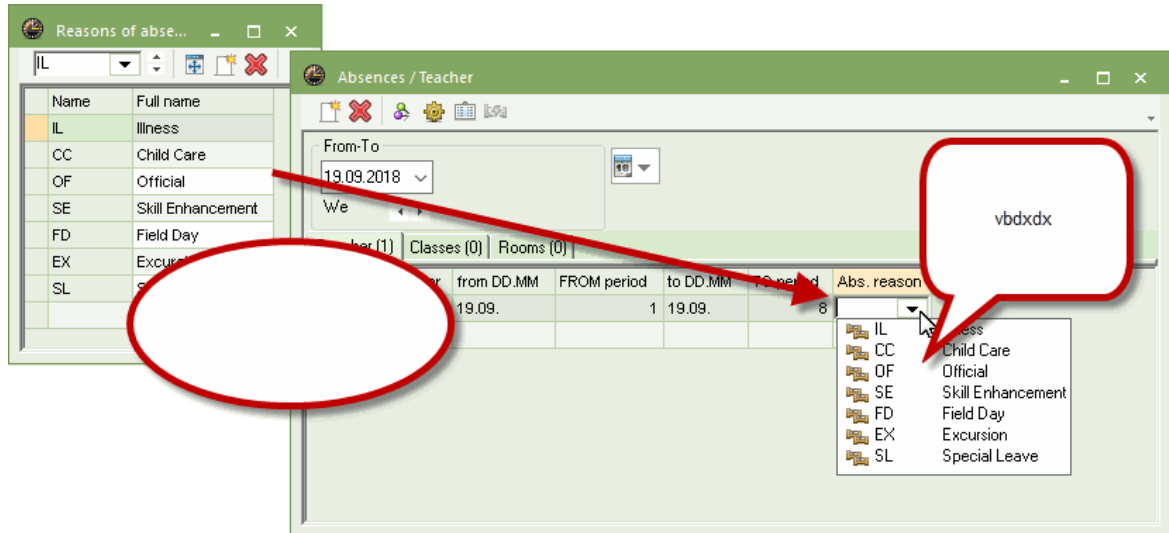 Reasons of abse...
IL
Name Full name
IL Illness
CC Child Care
OF Official
SE Skill Enhancement
FD Field Day
EX
SL
Absences / Teacher
From-To
19.09.2018
16
We
(1) Classes (0) Rooms (0)
from DD.MM FROM period to DD.MM period Abs. reason
19.09. 1 19.09. 8
IL
CC Child Care
OF Official
SE Skill Enhancement
FD Field Day
EX Excursion
SL Special Leave
vbdxdx